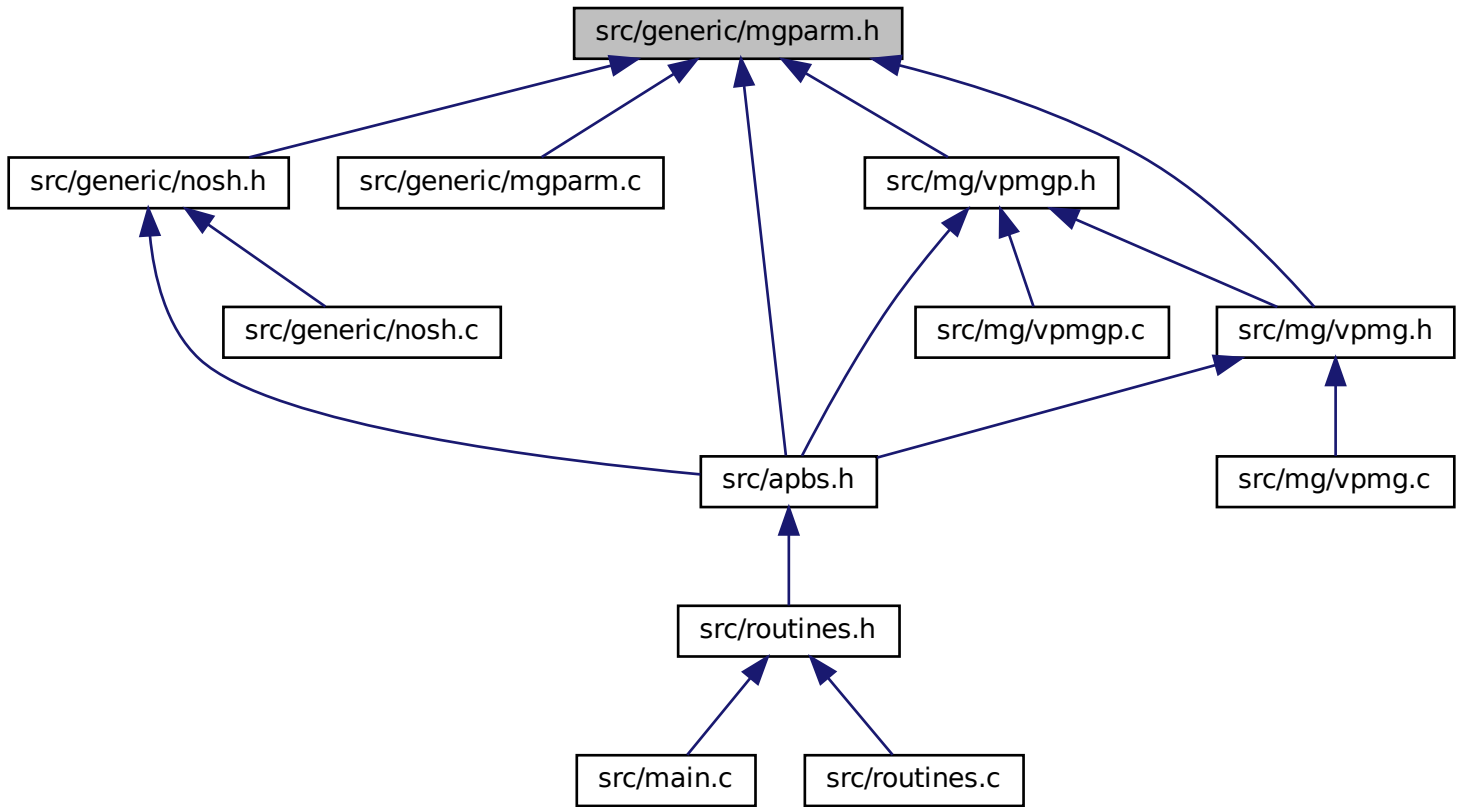 src/generic/mgparm.h
src/generic/nosh.h
src/generic/mgparm.c
src/mg/vpmgp.h
src/generic/nosh.c
src/mg/vpmgp.c
src/mg/vpmg.h
src/apbs.h
src/mg/vpmg.c
src/routines.h
src/main.c
src/routines.c